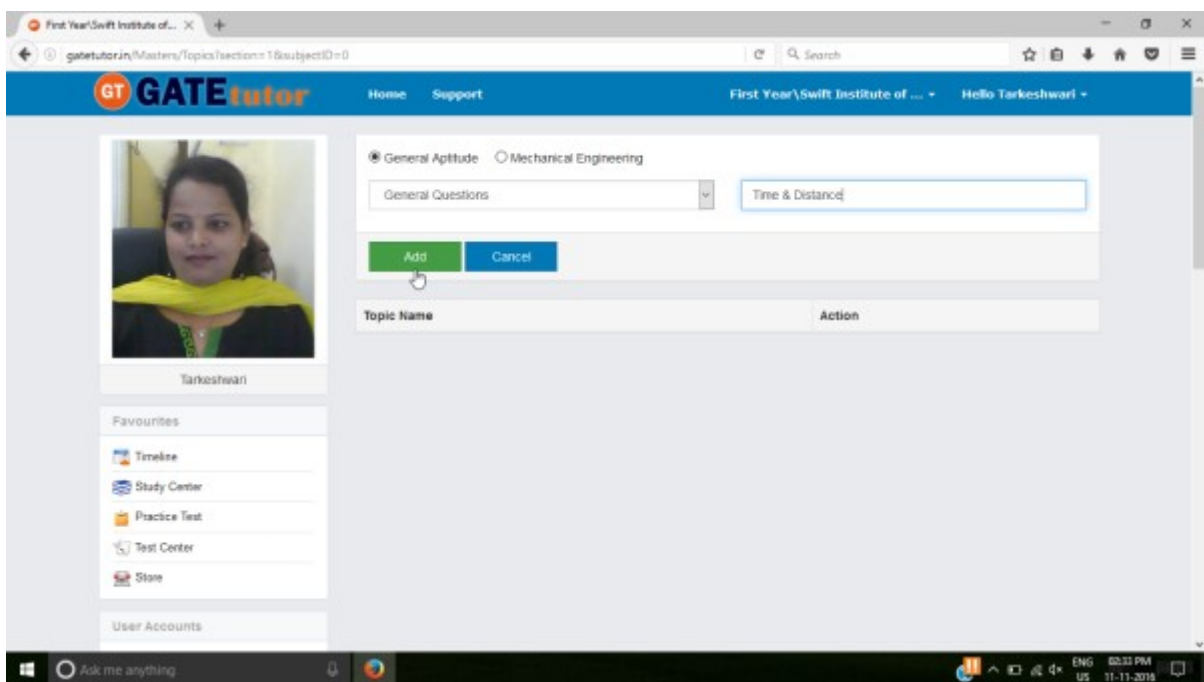 First Year\Swift Institute of...
gatetutor.in/Masters/Topics?section=1&subjectID=0
Search
GT GATEtutor
Home Support First Year\Swift Institute of .... Hello Tarkeshwari
General Aptitude Mechanical Engineering
General Questions Time & Distance
Add Cancel
Topic Name Action
Tarkeshwari
Favourites
Timeline
Study Center
Practice Test
Test Center
Store
User Accounts
Ask me anything
ENG 02:33 PM
US 11-11-2016